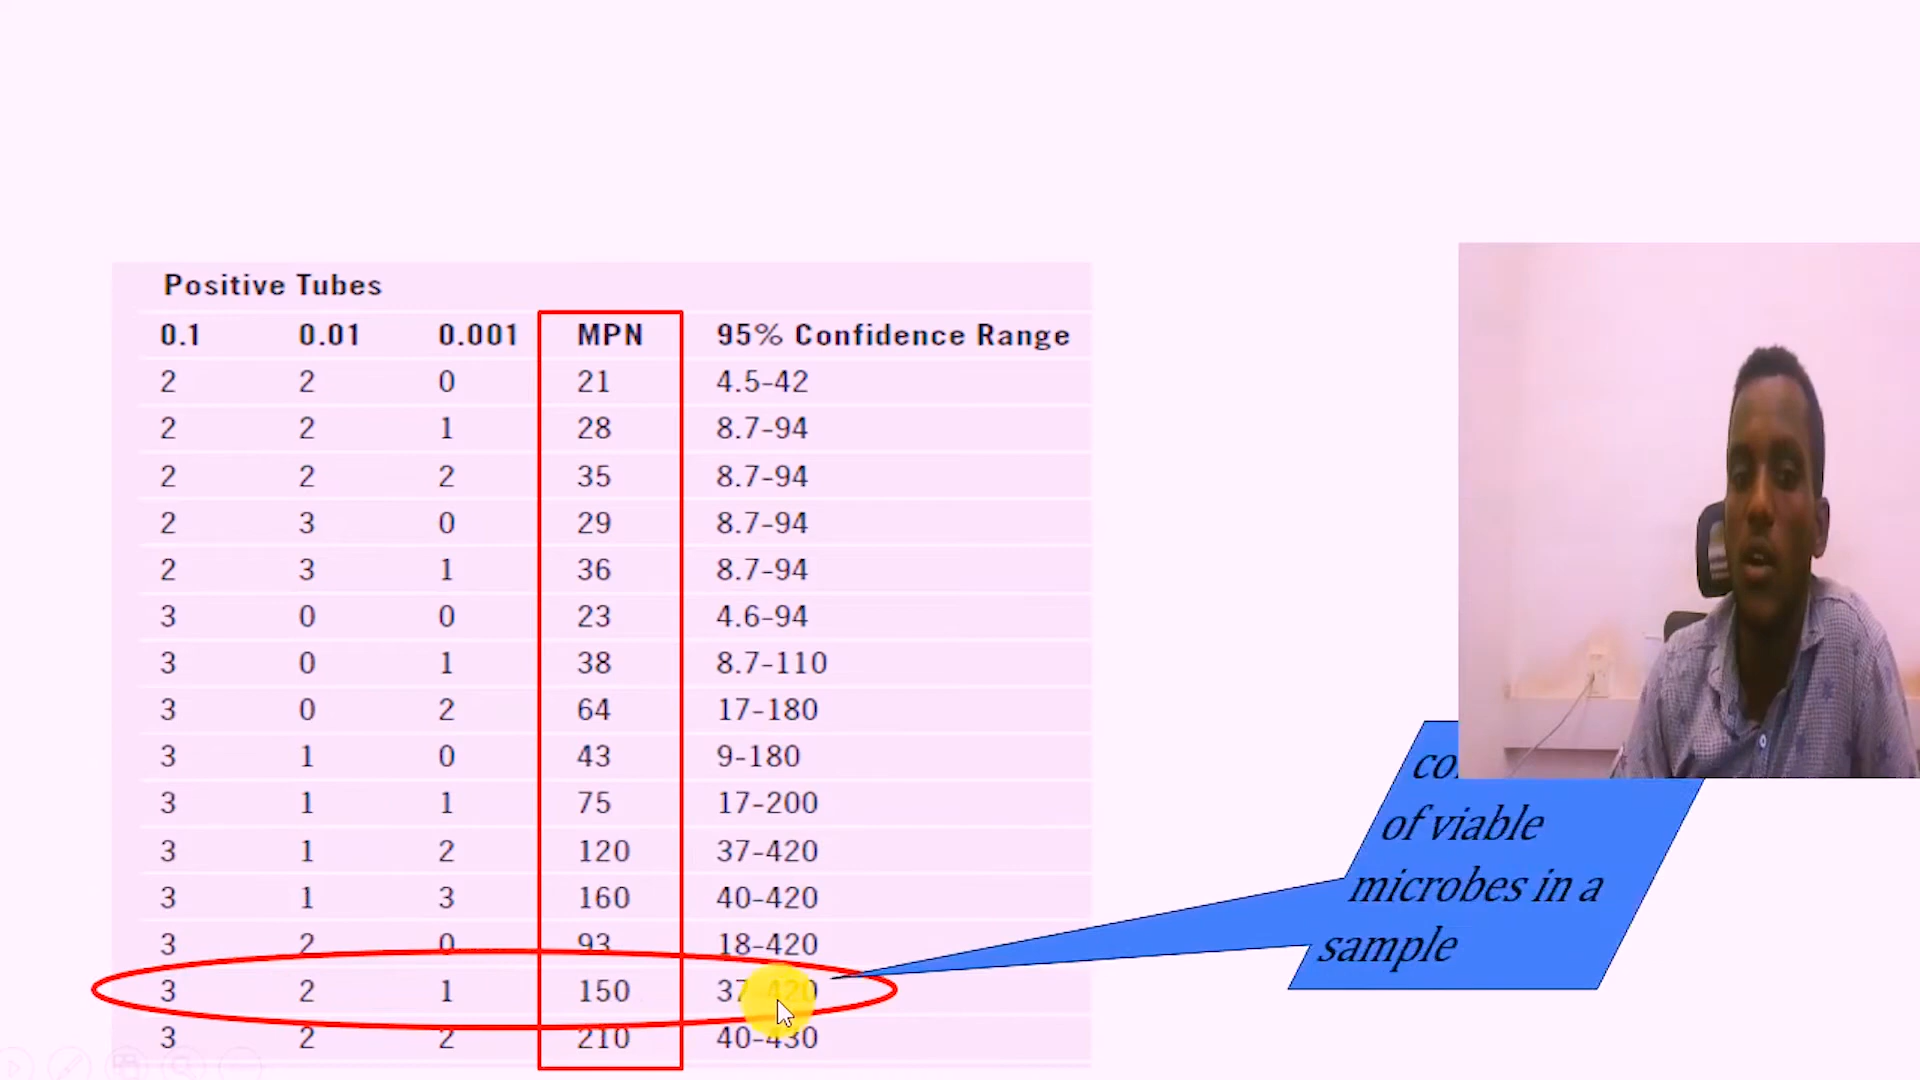 Positive Tubes
0.1 0.01 0.001 MPN 95% Confidence Range
2 2 0 21 4.5-42
2 2 1 28 8.7-94
2 2 2 35 8.7-94
2 3 0 29 8.7-94
2 3 1 36 8.7-94
3 0 0 23 4.6-94
3 0 1 38 8.7-110
3 0 2 64 17-180
3 1 0 43 9-180
3 1 1 75 17-200
3 1 2 120 37-420
3 1 3 160 40-420
3 2 0 93 18-420
3 2 1 150 37-420
3 2 2 210 40-430
of viable
microbes in a
sample